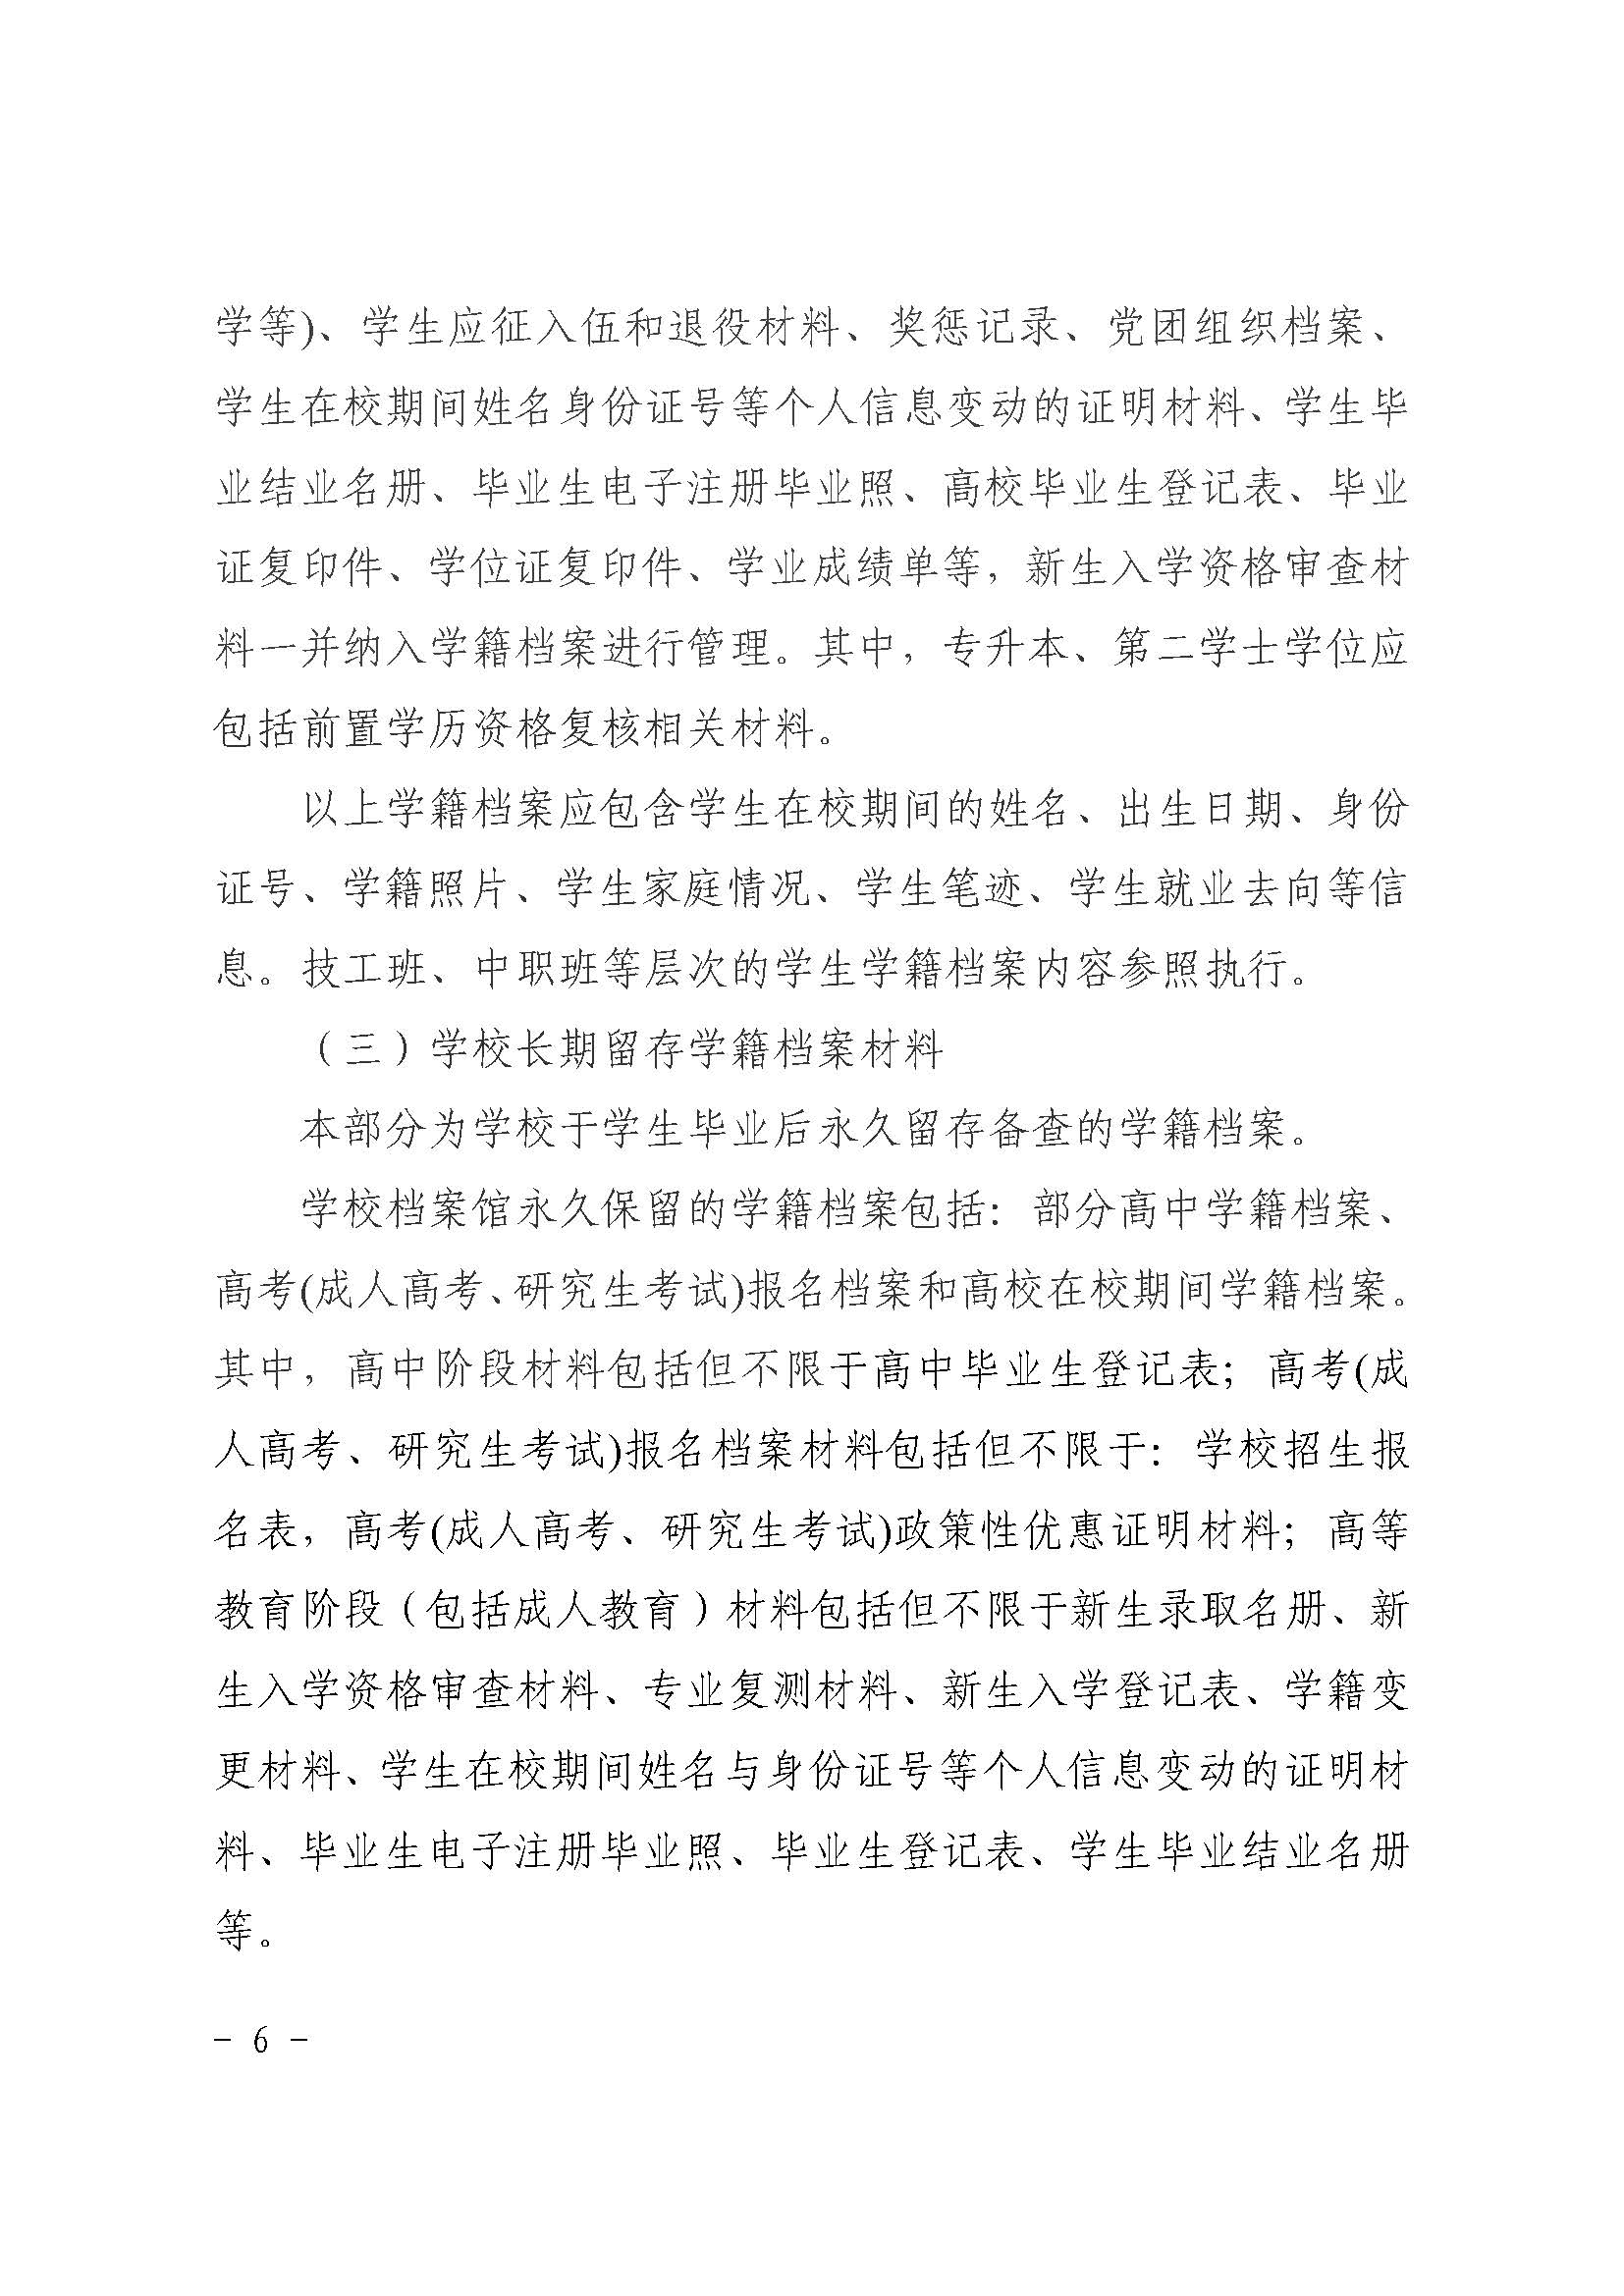 学等)、学生应征入伍和退役材料、奖惩记录、党团组织档案、
学生在校期间姓名身份证号等个人信息变动的证明材料、学生毕
业结业名册、毕业生电子注册毕业照、高校毕业生登记表、毕业
证复印件、学位证复印件、学业成绩单等，新生入学资格审查材
料一并纳入学籍档案进行管理。其中，专升本、第二学士学位应
包括前置学历资格复核相关材料。
以上学籍档案应包含学生在校期间的姓名、出生日期、身份
证号、学籍照片、学生家庭情况、学生笔迹、学生就业去向等信
息。技工班、中职班等层次的学生学籍档案内容参照执行。
（三）学校长期留存学籍档案材料
本部分为学校于学生毕业后永久留存备查的学籍档案。
学校档案馆永久保留的学籍档案包括：部分高中学籍档案、
高考(成人高考、研究生考试)报名档案和高校在校期间学籍档案。
其中，高中阶段材料包括但不限于高中毕业生登记表；高考(成
人高考、研究生考试)报名档案材料包括但不限于：学校招生报
名表，高考(成人高考、研究生考试)政策性优惠证明材料；高等
教育阶段（包括成人教育）材料包括但不限于新生录取名册、新
生入学资格审查材料、专业复测材料、新生入学登记表、学籍变
更材料、学生在校期间姓名与身份证号等个人信息变动的证明材
料、毕业生电子注册毕业照、毕业生登记表、学生毕业结业名册
等。
- 6 -